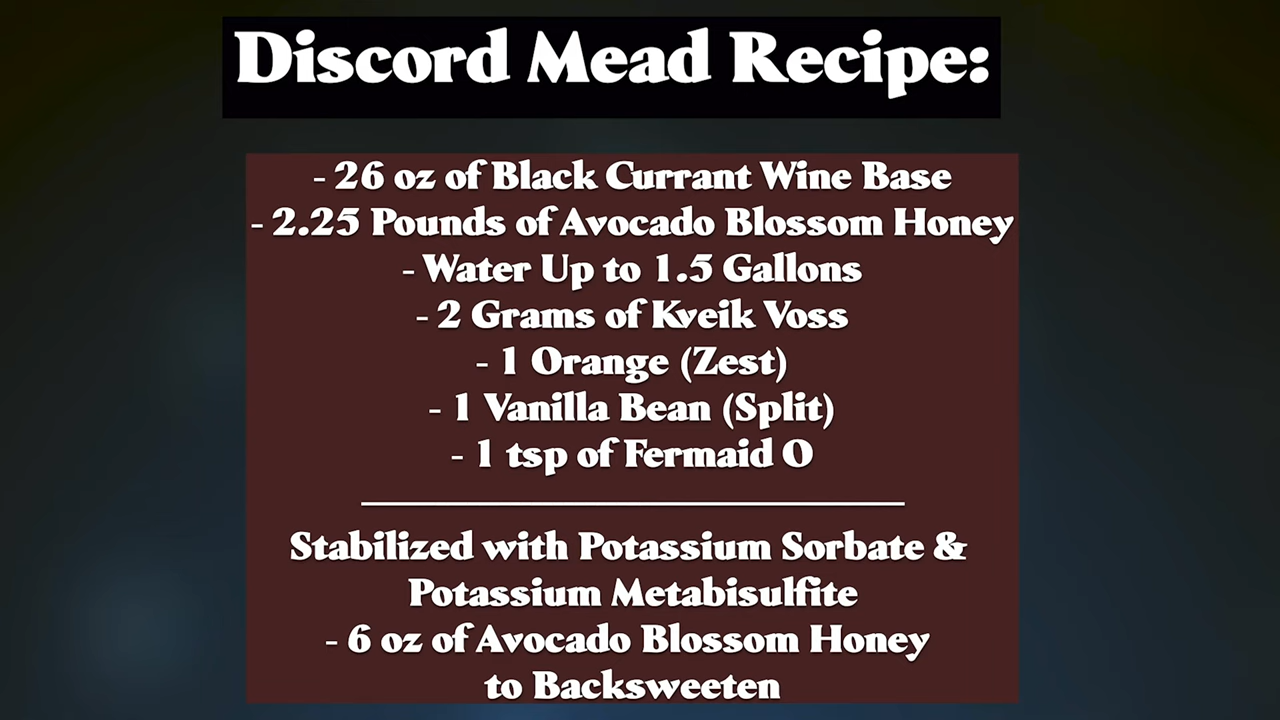 Discord Mead Recipe:
- 26 oz of Black Currant Wine Base
- 2.25 Pounds of Avocado Blossom Honey
- Water Up to 1.5 Gallons
- 2 Grams of Kveik Voss
- 1 Orange (Zest)
- 1 Vanilla Bean (Split)
- 1 tsp of Fermaid O
Stabilized with Potassium Sorbate &
Potassium Metabisulfite
- 6 oz of Avocado Blossom Honey
to Backsweeten